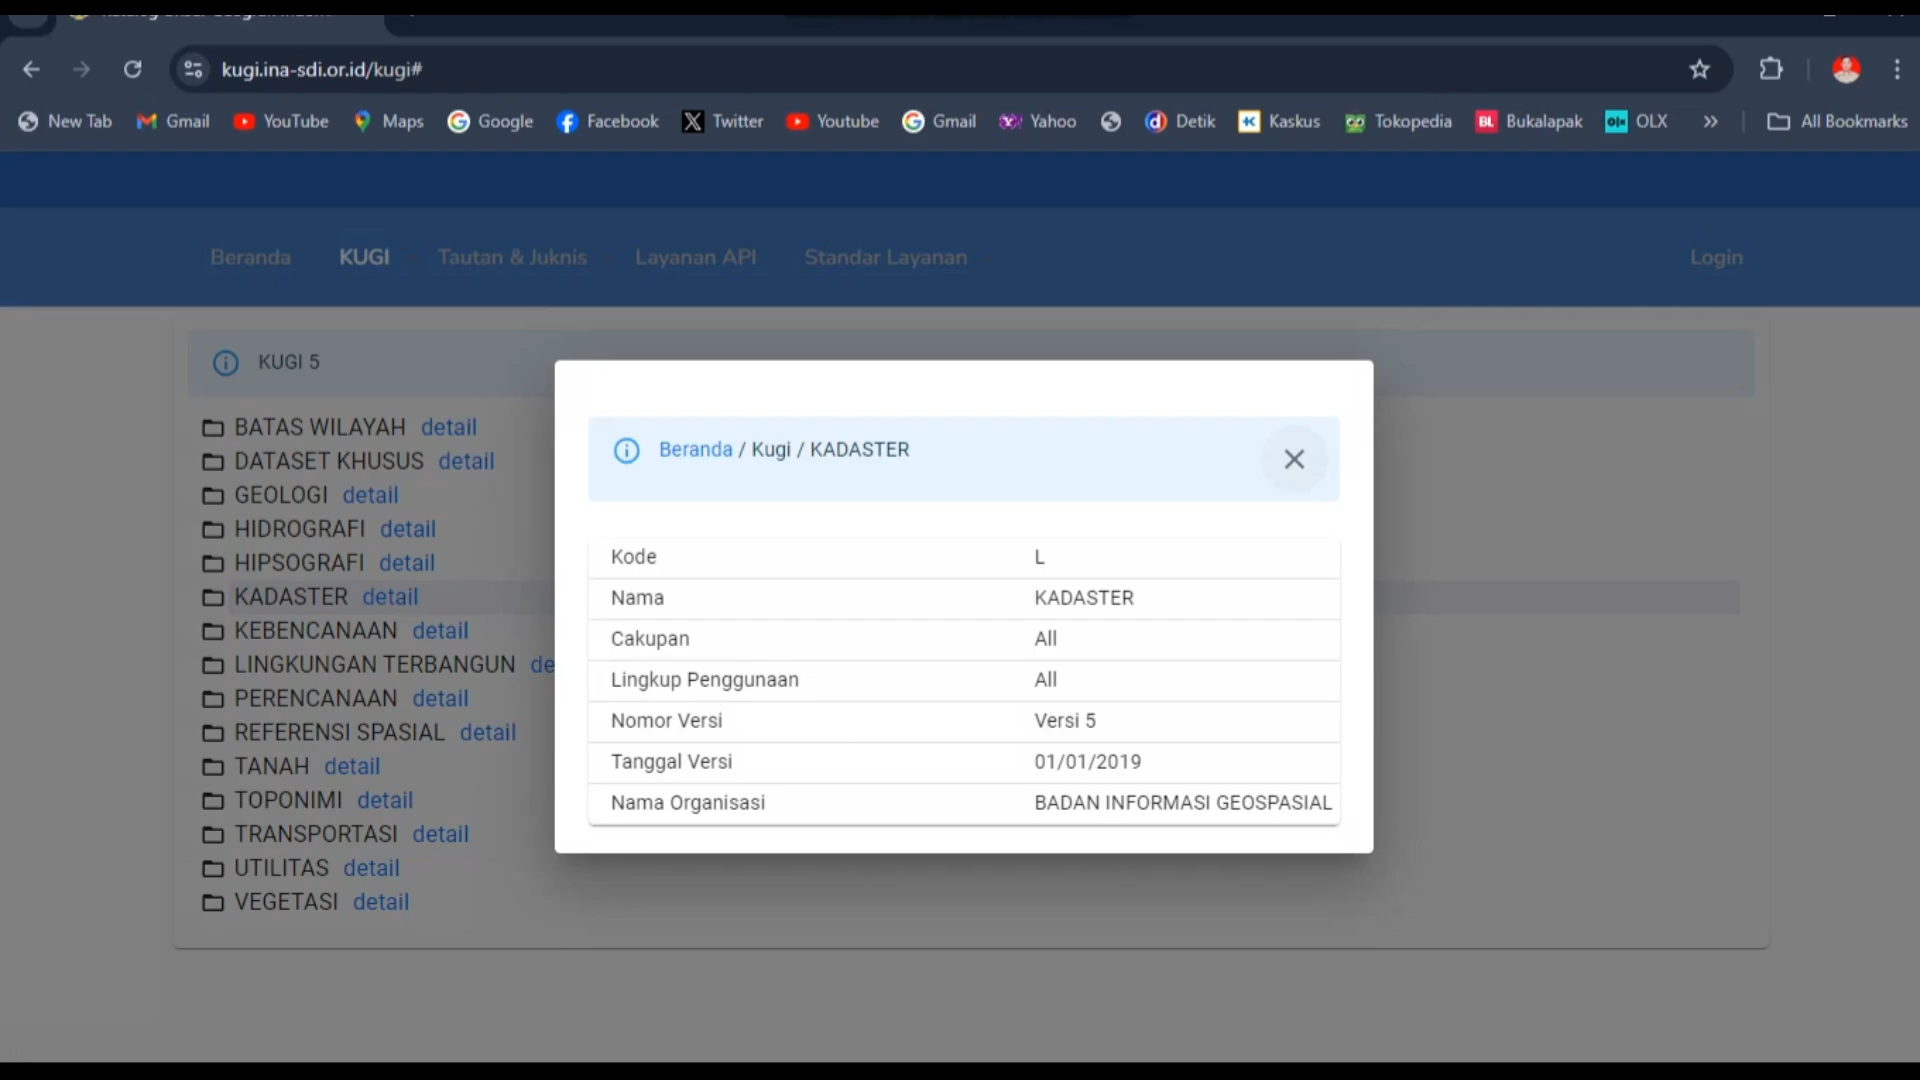 kugi.ina-sdi.or.id/kugi#
New Tab Gmail YouTube Maps Google Facebook Twitter Youtube Gmail Yahoo Detik Kaskus Tokopedia Bukalapak OLX » All Bookmarks
Beranda KUGI Tautan & Juknis Layanan API Standar Layanan Login
KUGI 5
BATAS WILAYAH detail
DATASET KHUSUS detail
GEOLOGI detail
HIDROGRAFI detail
HIPSOGRAFI detail
KADASTER detail
KEBENCANAAN detail
LINGKUNGAN TERBANGUN de
PERENCANAAN detail
REFERENSI SPASIAL detail
TANAH detail
TOPONIMI detail
TRANSPORTASI detail
UTILITAS detail
VEGETASI detail
Beranda / Kugi / KADASTER
Kode L
Nama KADASTER
Cakupan All
Lingkup Penggunaan All
Nomor Versi Versi 5
Tanggal Versi 01/01/2019
Nama Organisasi BADAN INFORMASI GEOSPASIAL